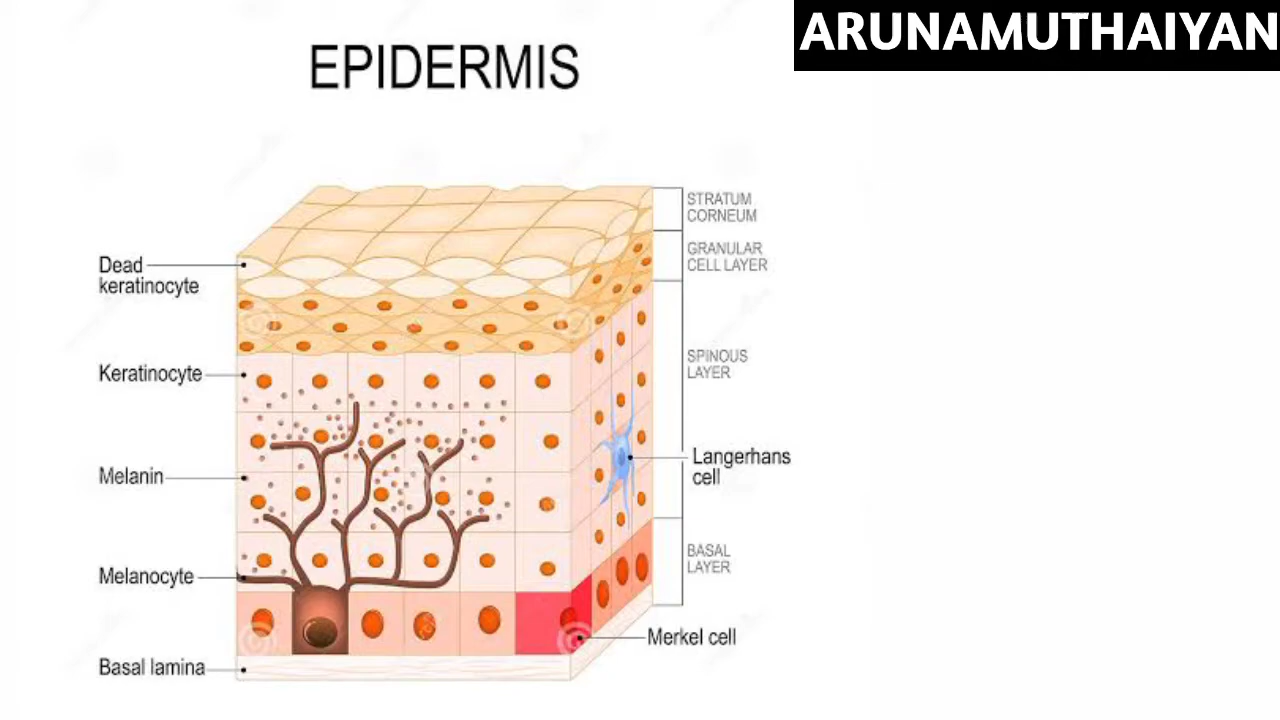 ARUNAMUTHAIYAN
EPIDERMIS
STRATUM
CORNEUM
GRANULAR
CELL LAYER
Dead
keratinocyte
SPINOUS
LAYER
Keratinocyte
Langerhans
cell
Melanin
BASAL
LAYER
Melanocyte
Merkel cell
Basal lamina